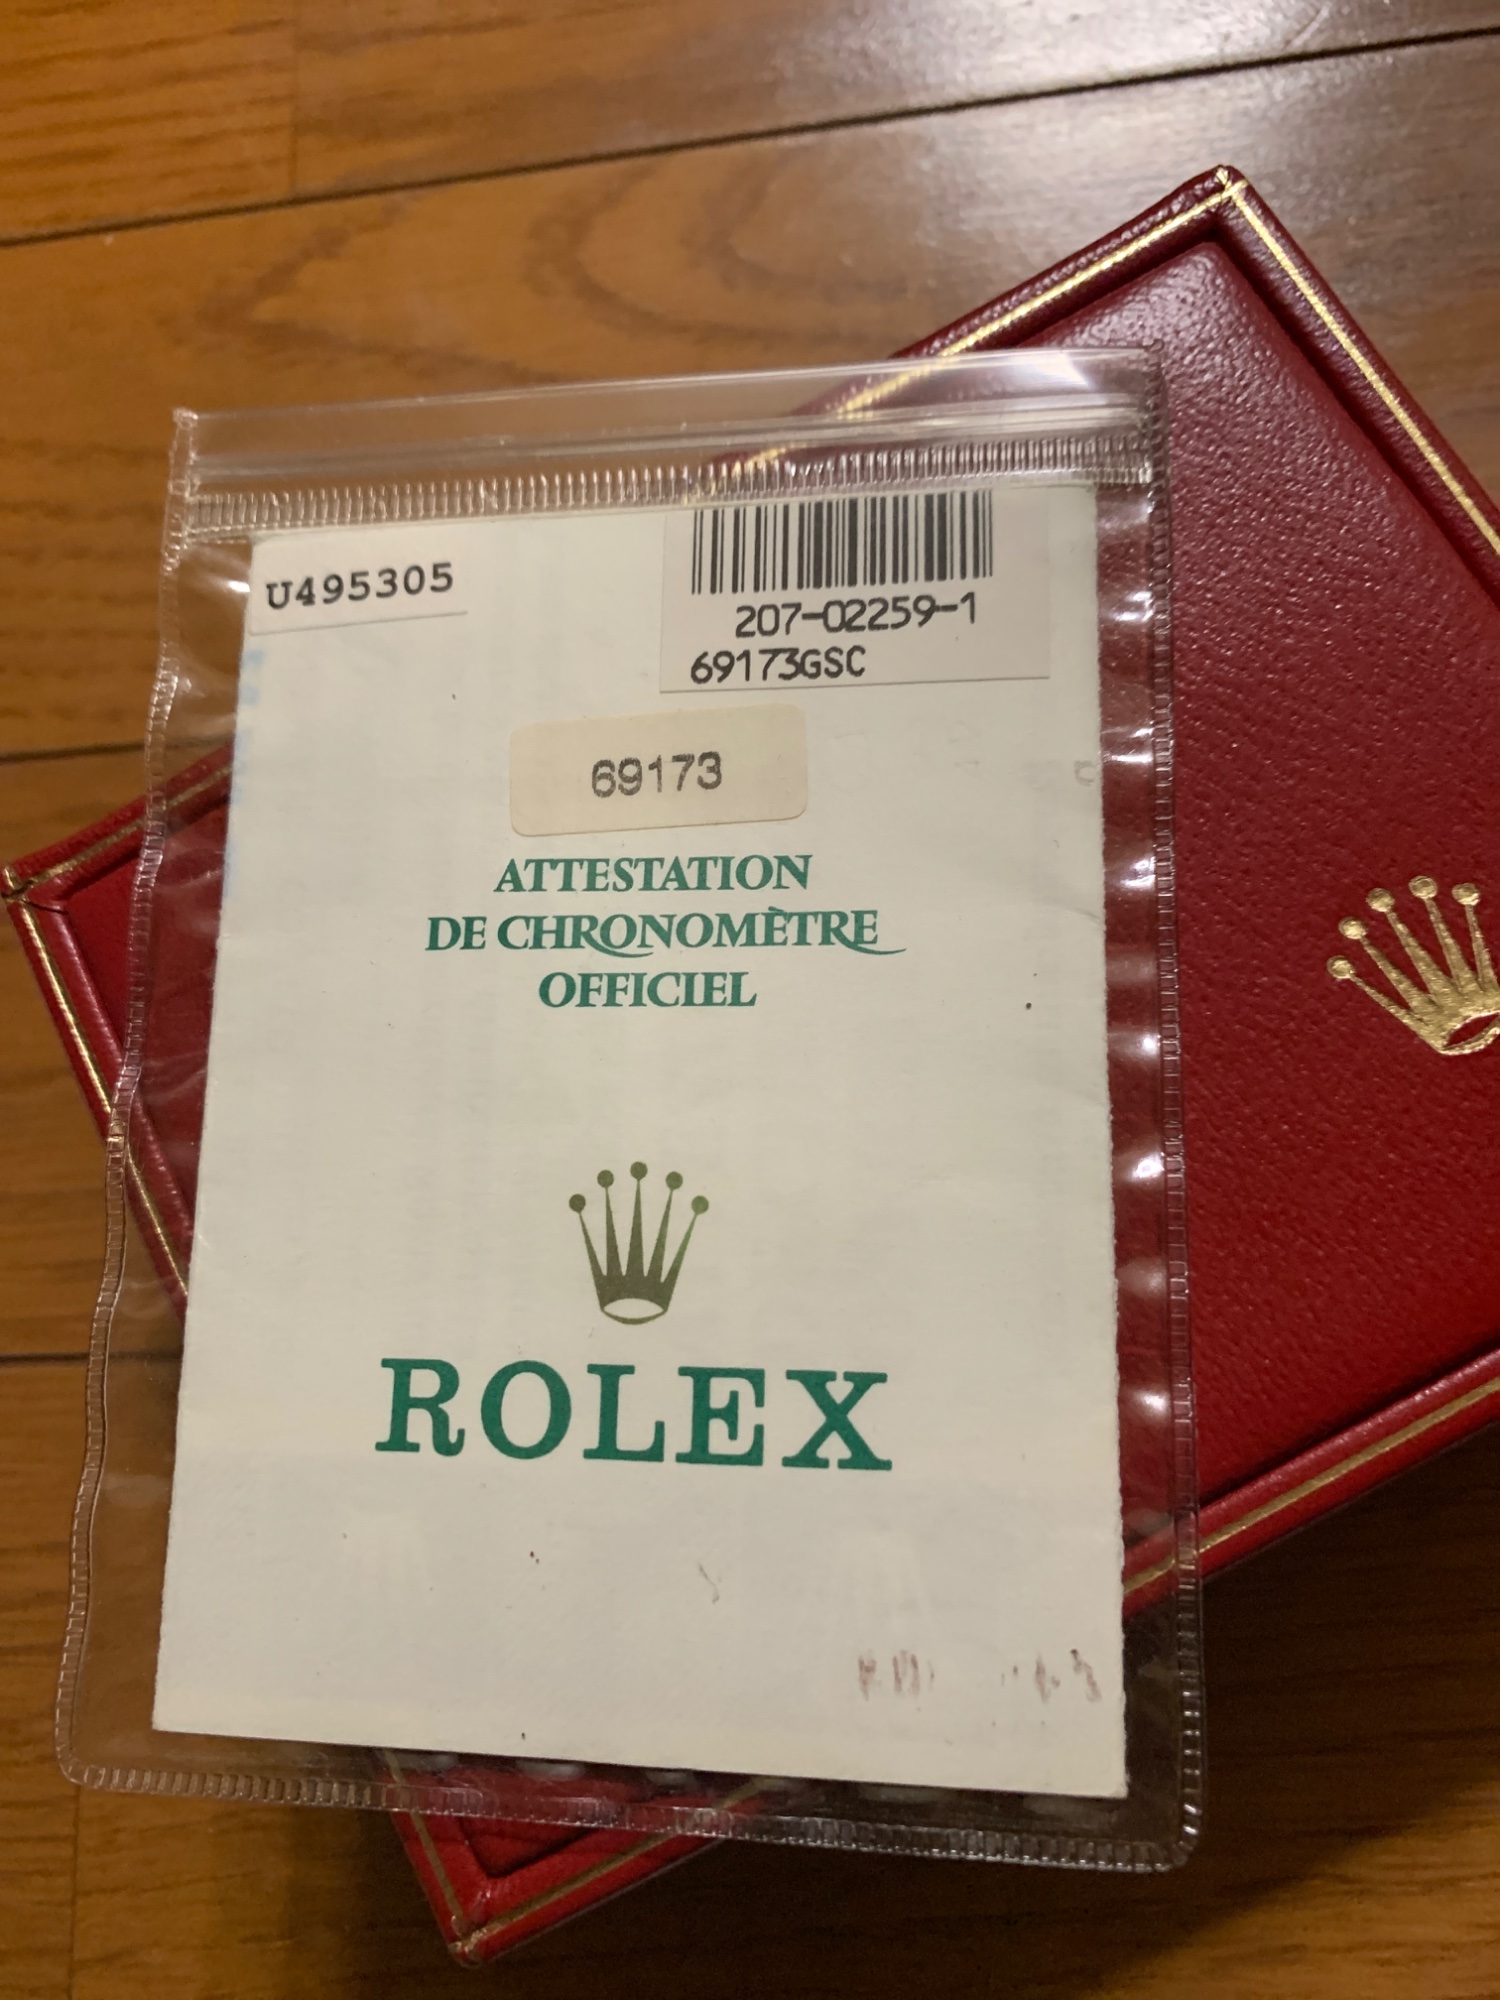 U495305
207-02259-1
69173GSC
69173
ATTESTATION
DE CHRONOMÈTRE
OFFICIEL
ROLEX